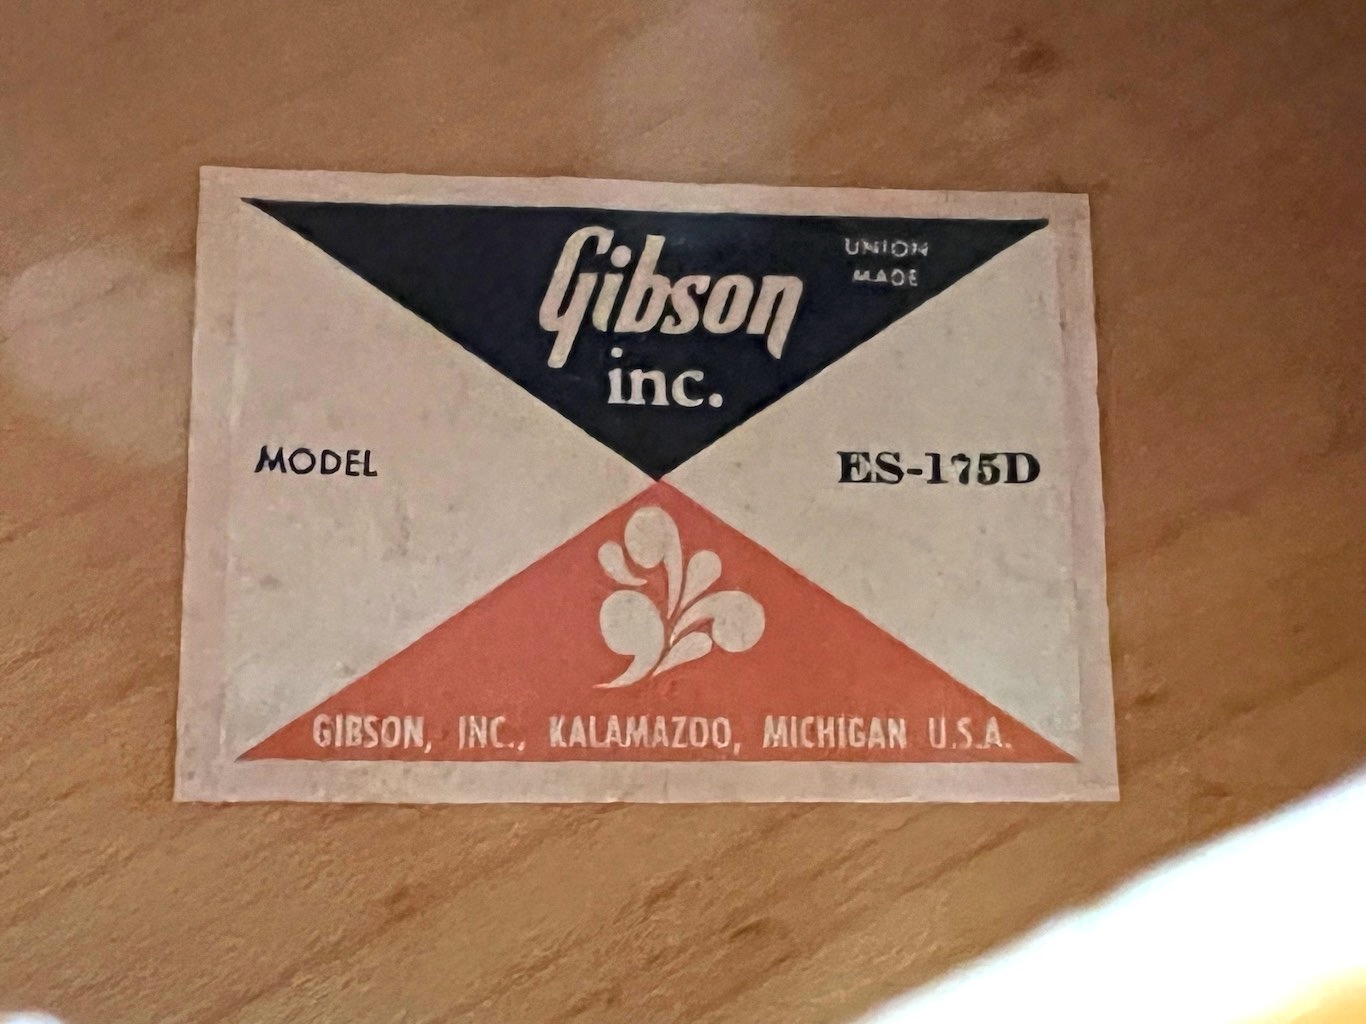 Gibson
inc.
UNION
MADE
MODEL
ES-175D
GIBSON, INC., KALAMAZOO, MICHIGAN U.S.A.